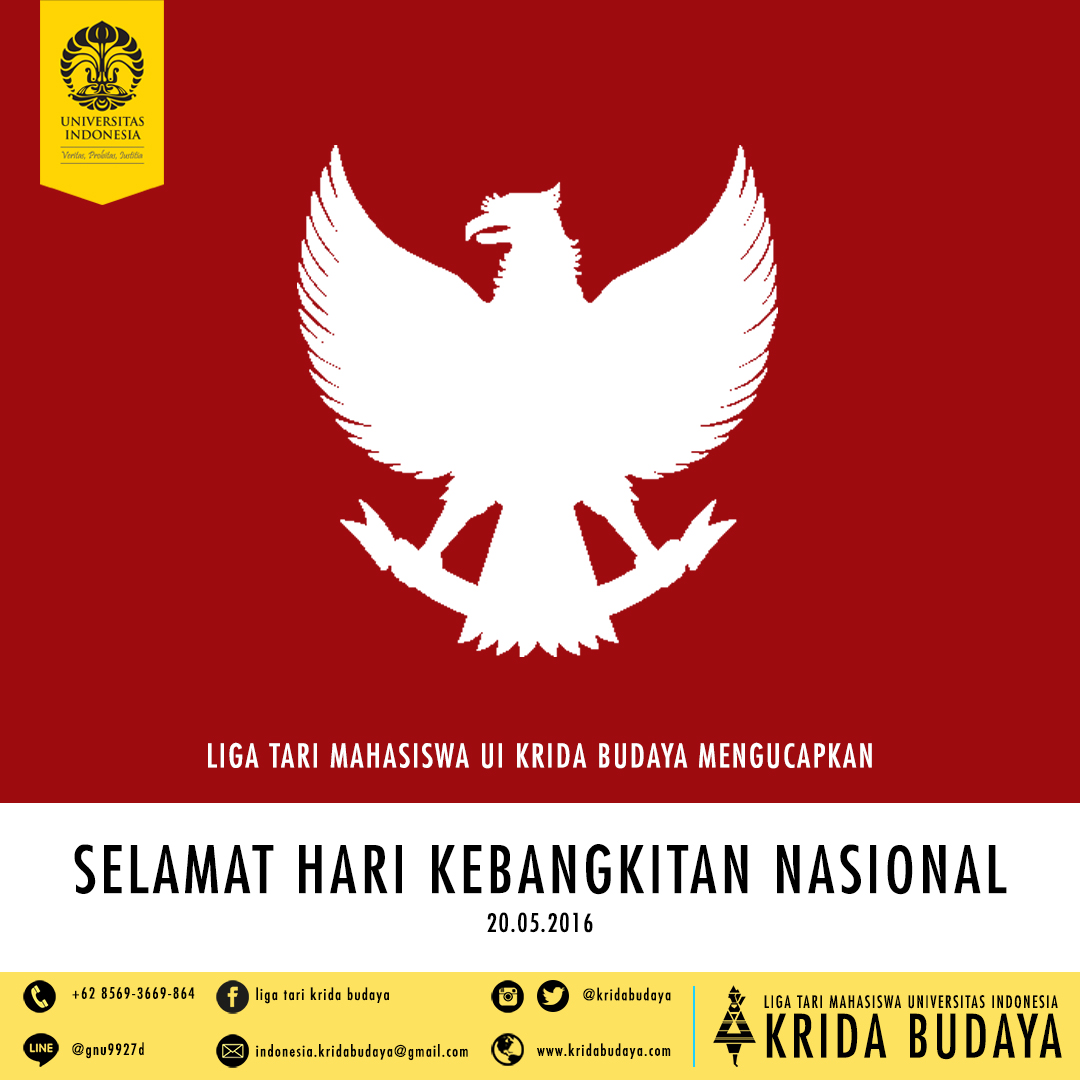 UNIVERSITAS
INDONESIA
Veritas, Probitas, Justitia
LIGA TARI MAHASISWA UI KRIDA BUDAYA MENGUCAPKAN
SELAMAT HARI KEBANGKITAN NASIONAL
20.05.2016
+62 8569-3669-864
liga tari krida budaya
@kridabudaya
LINE
@gnu9927d
indonesia.kridabudaya@gmail.com
www.kridabudaya.com
LIGA TARI MAHASISWA UNIVERSITAS INDONESIA
KRIDA BUDAYA